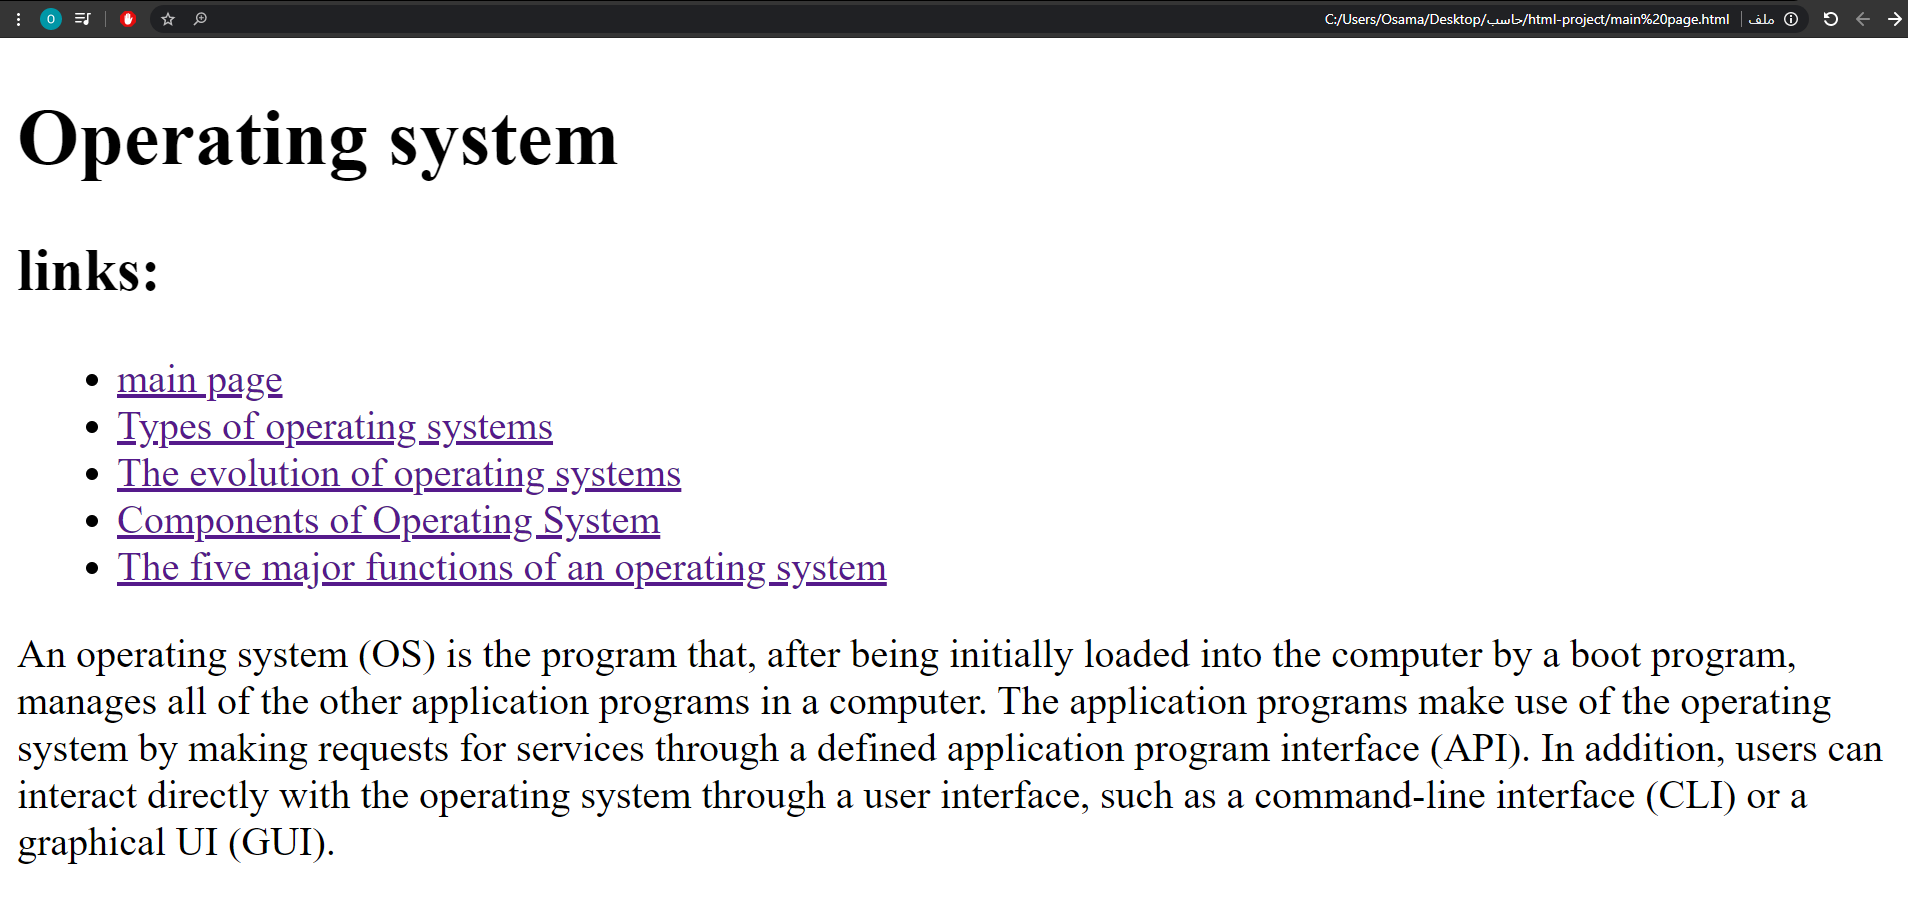 O
C:/Users/Osama/Desktop/حاسب/html-project/main%20page.html
ملف
Operating system
links:
main page
Types of operating systems
The evolution of operating systems
Components of Operating System
The five major functions of an operating system
An operating system (OS) is the program that, after being initially loaded into the computer by a boot program,
manages all of the other application programs in a computer. The application programs make use of the operating
system by making requests for services through a defined application program interface (API). In addition, users can
interact directly with the operating system through a user interface, such as a command-line interface (CLI) or a
graphical UI (GUI).